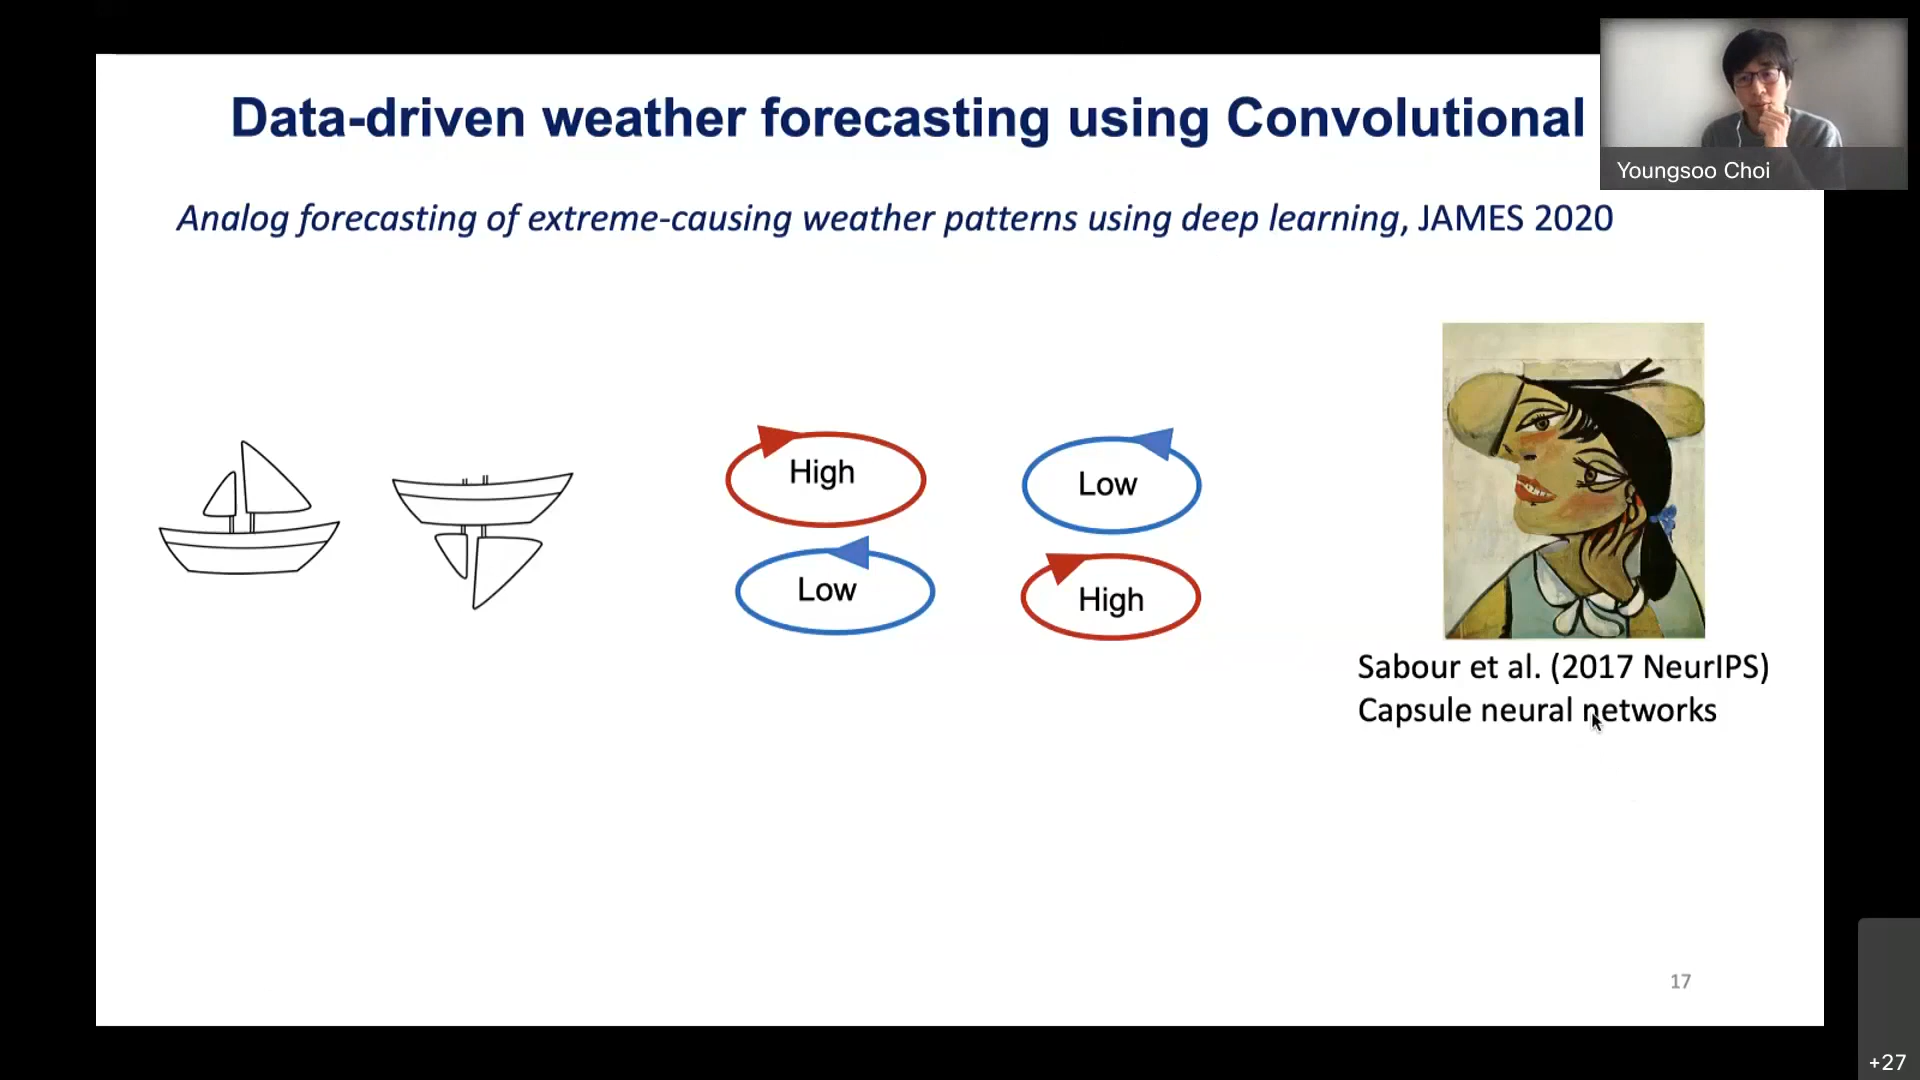 Data-driven weather forecasting using Convolutional
Youngsoo Choi
Analog forecasting of extreme-causing weather patterns using deep learning, JAMES 2020
High
Low
Low
High
Sabour et al. (2017 NeurIPS)
Capsule neural networks
17
+27